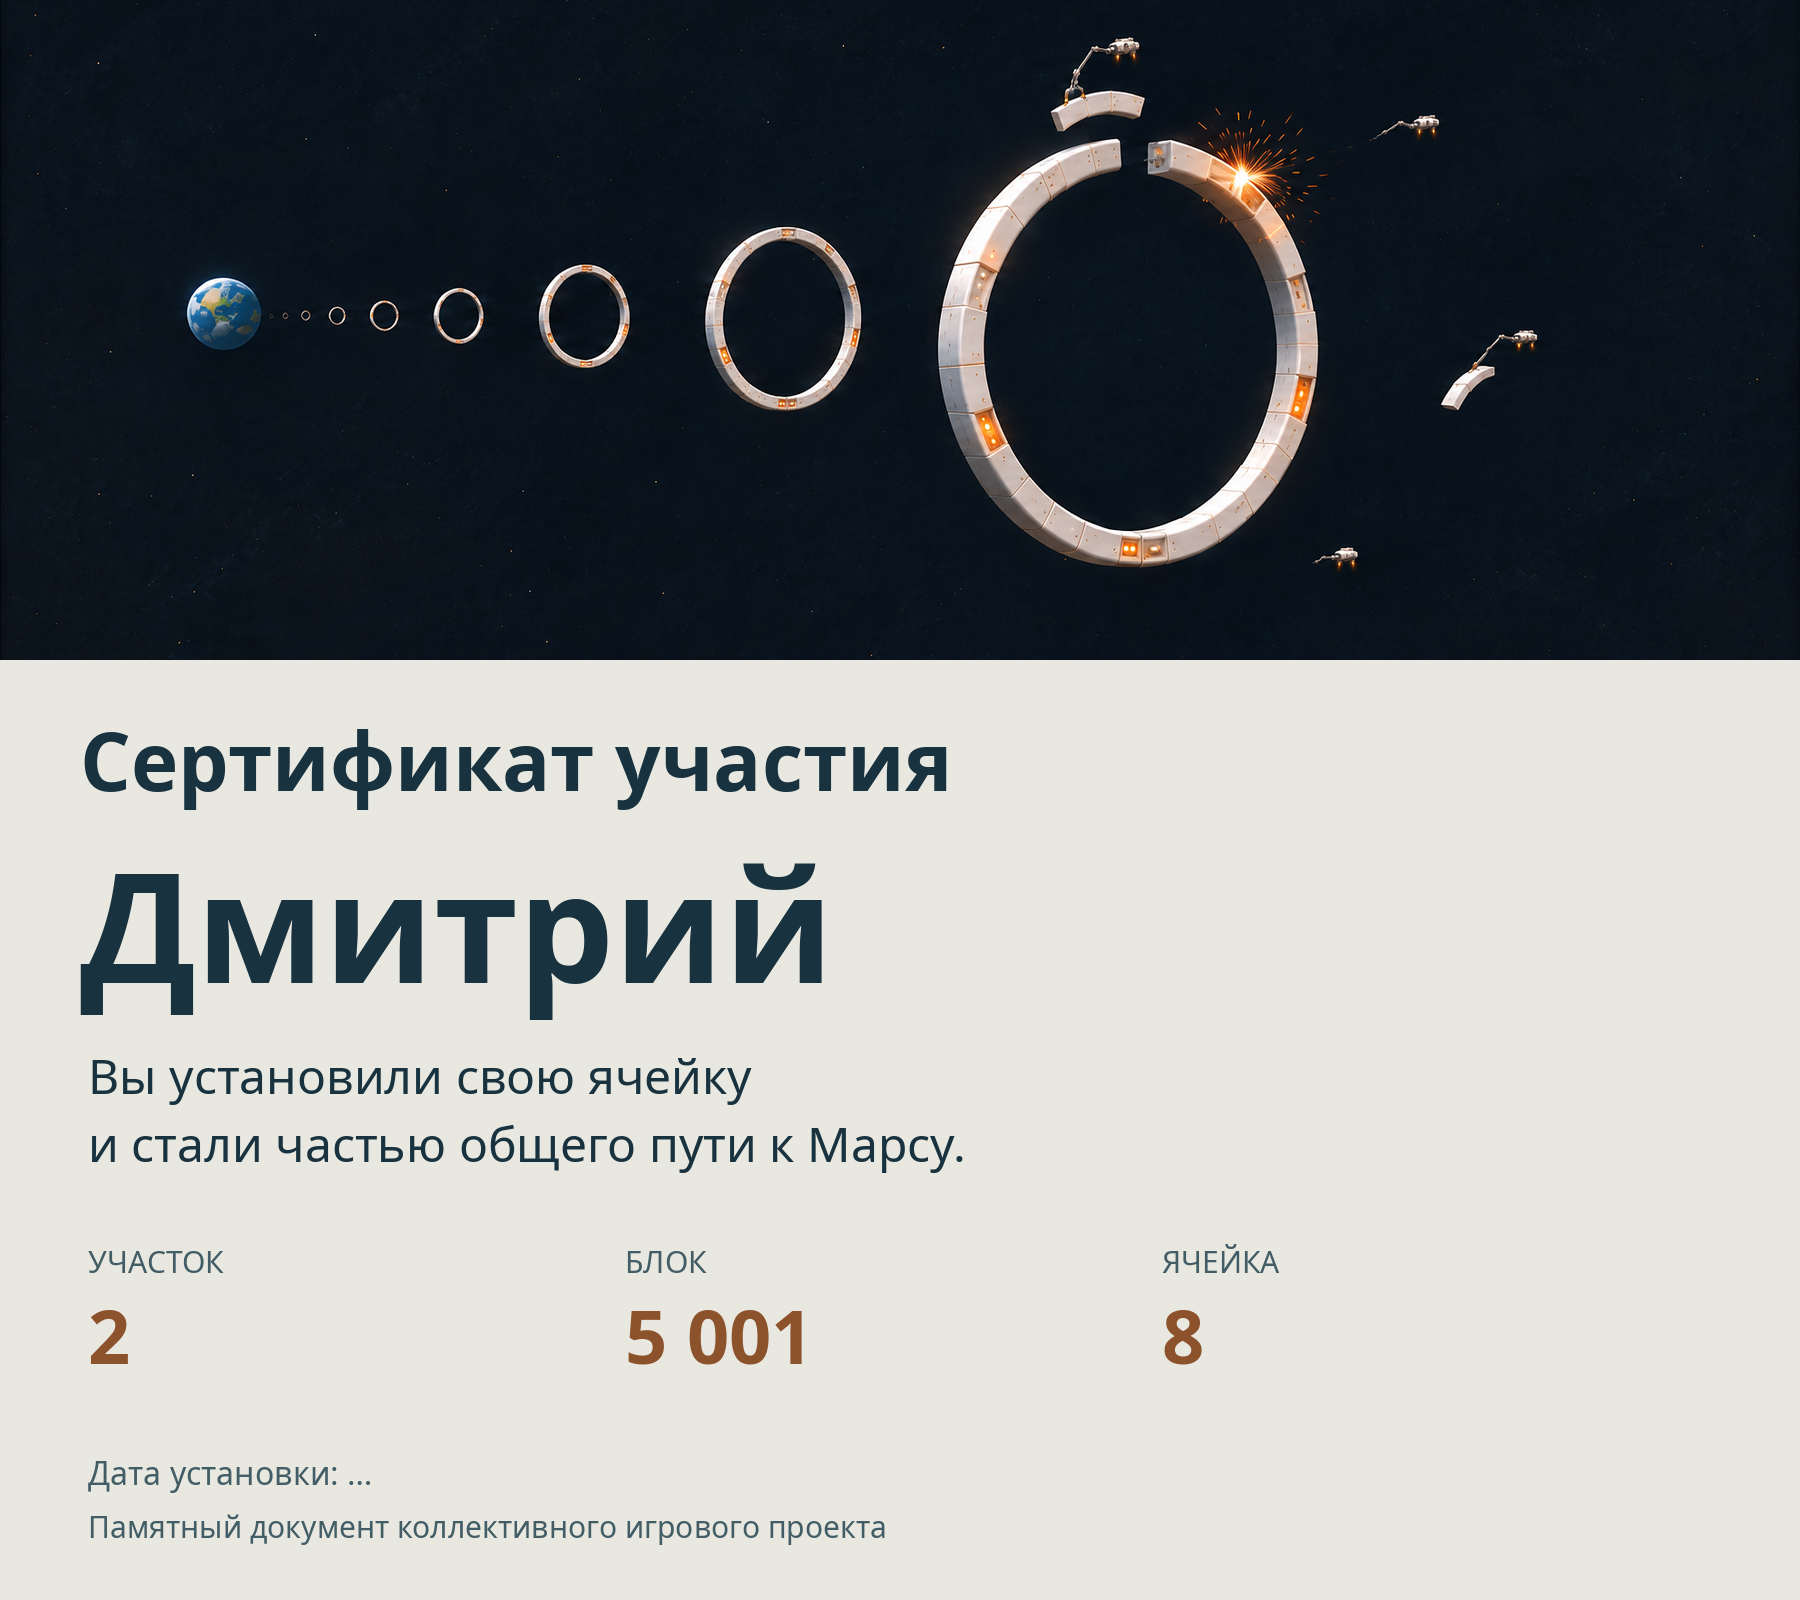 Сертификат участия
Дмитрий
Вы установили свою ячейку
и стали частью общего пути к Марсу.
УЧАСТОК БЛОК ЯЧЕЙКА
2 5 001 8
Дата установки: ...
Памятный документ коллективного игрового проекта